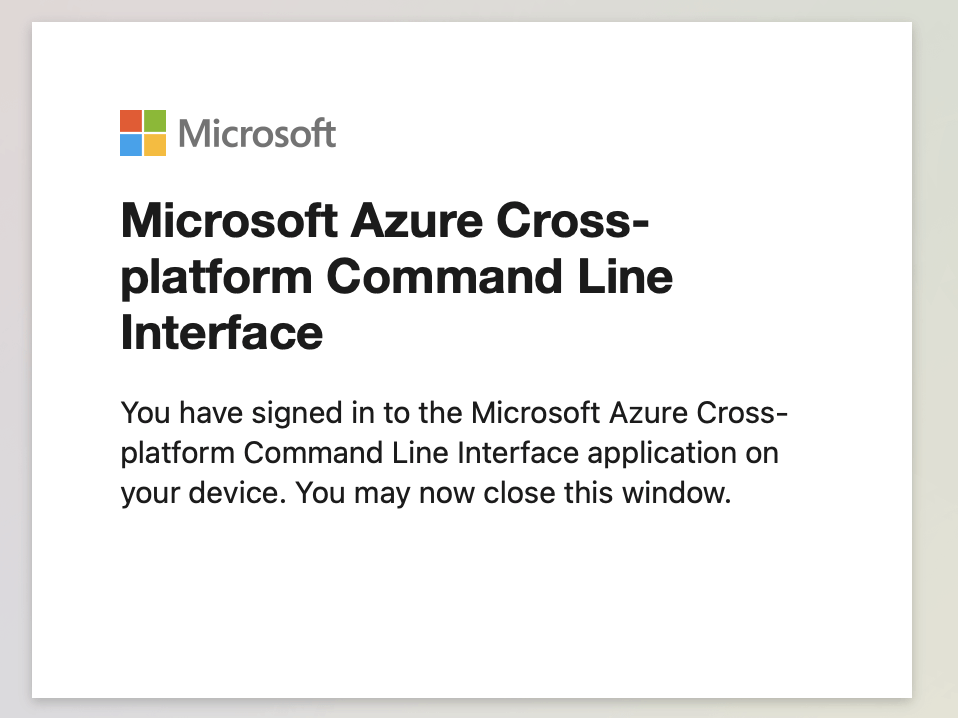 Microsoft
Microsoft Azure Cross-
platform Command Line
Interface
You have signed in to the Microsoft Azure Cross-
platform Command Line Interface application on
your device. You may now close this window.